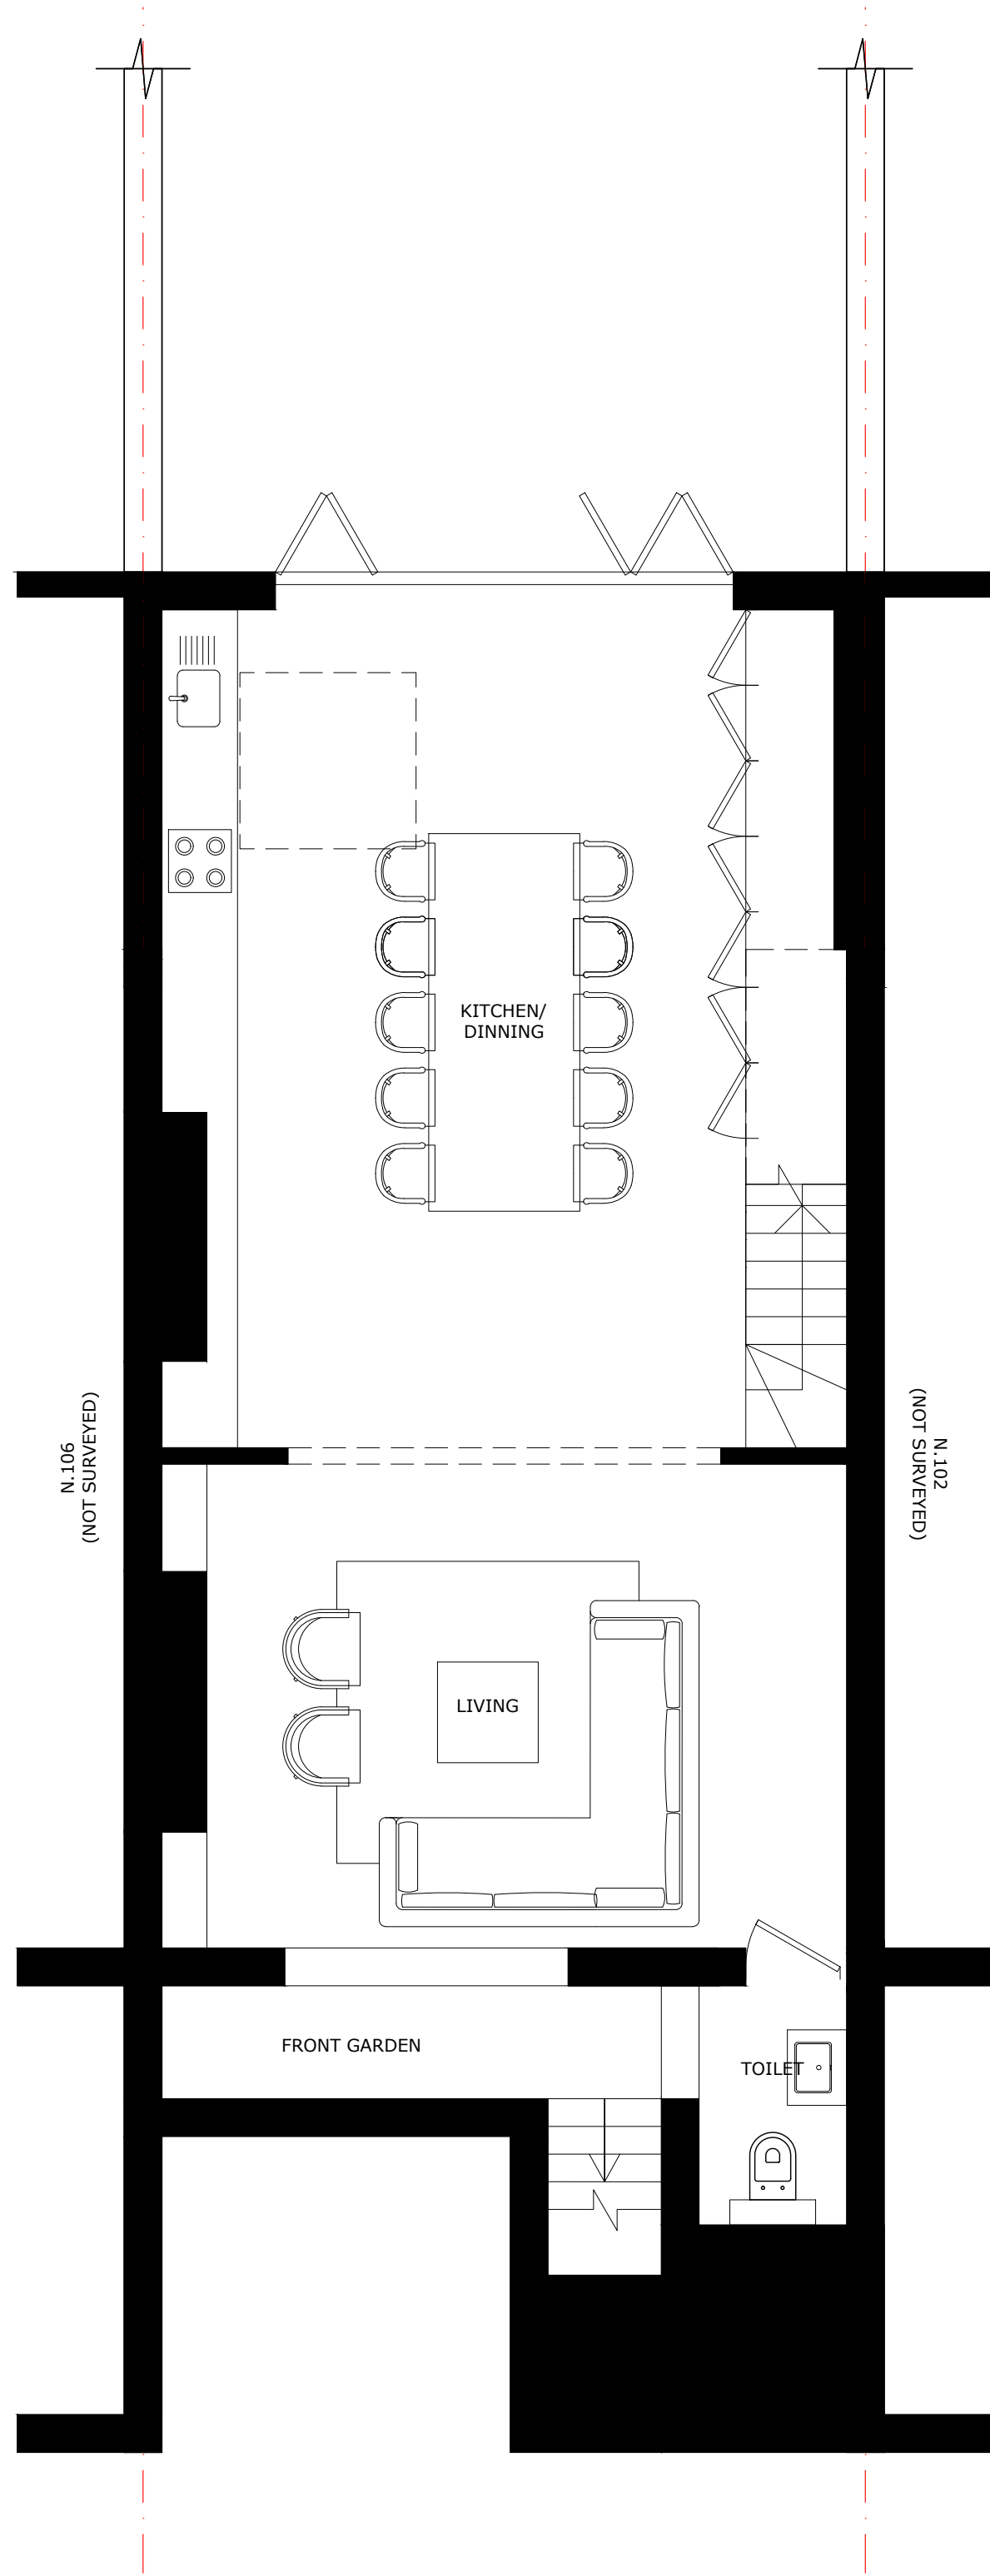 KITCHEN/
DINNING
N.106
(NOT SURVEYED)
N.102
(NOT SURVEYED)
LIVING
FRONT GARDEN
TOILET